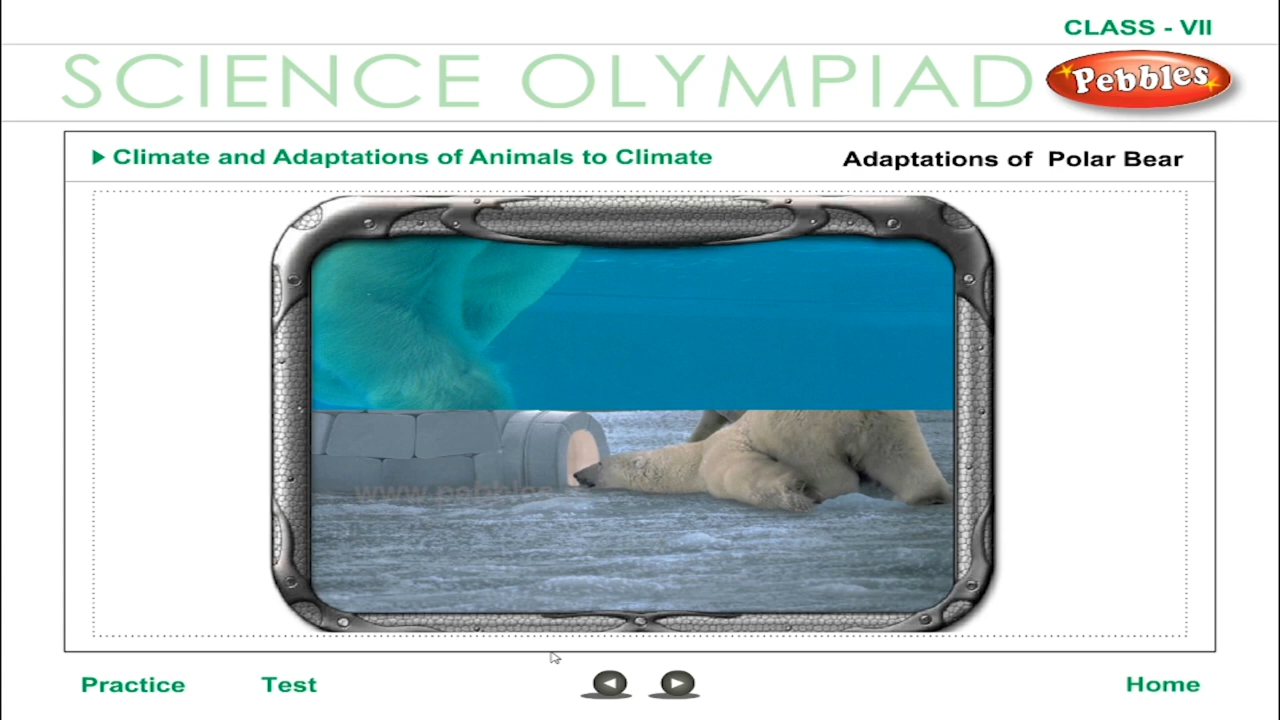 CLASS - VII
SCIENCE OLYMPIAD
Pebbles
Climate and Adaptations of Animals to Climate
Adaptations of Polar Bear
Practice
Test
Home